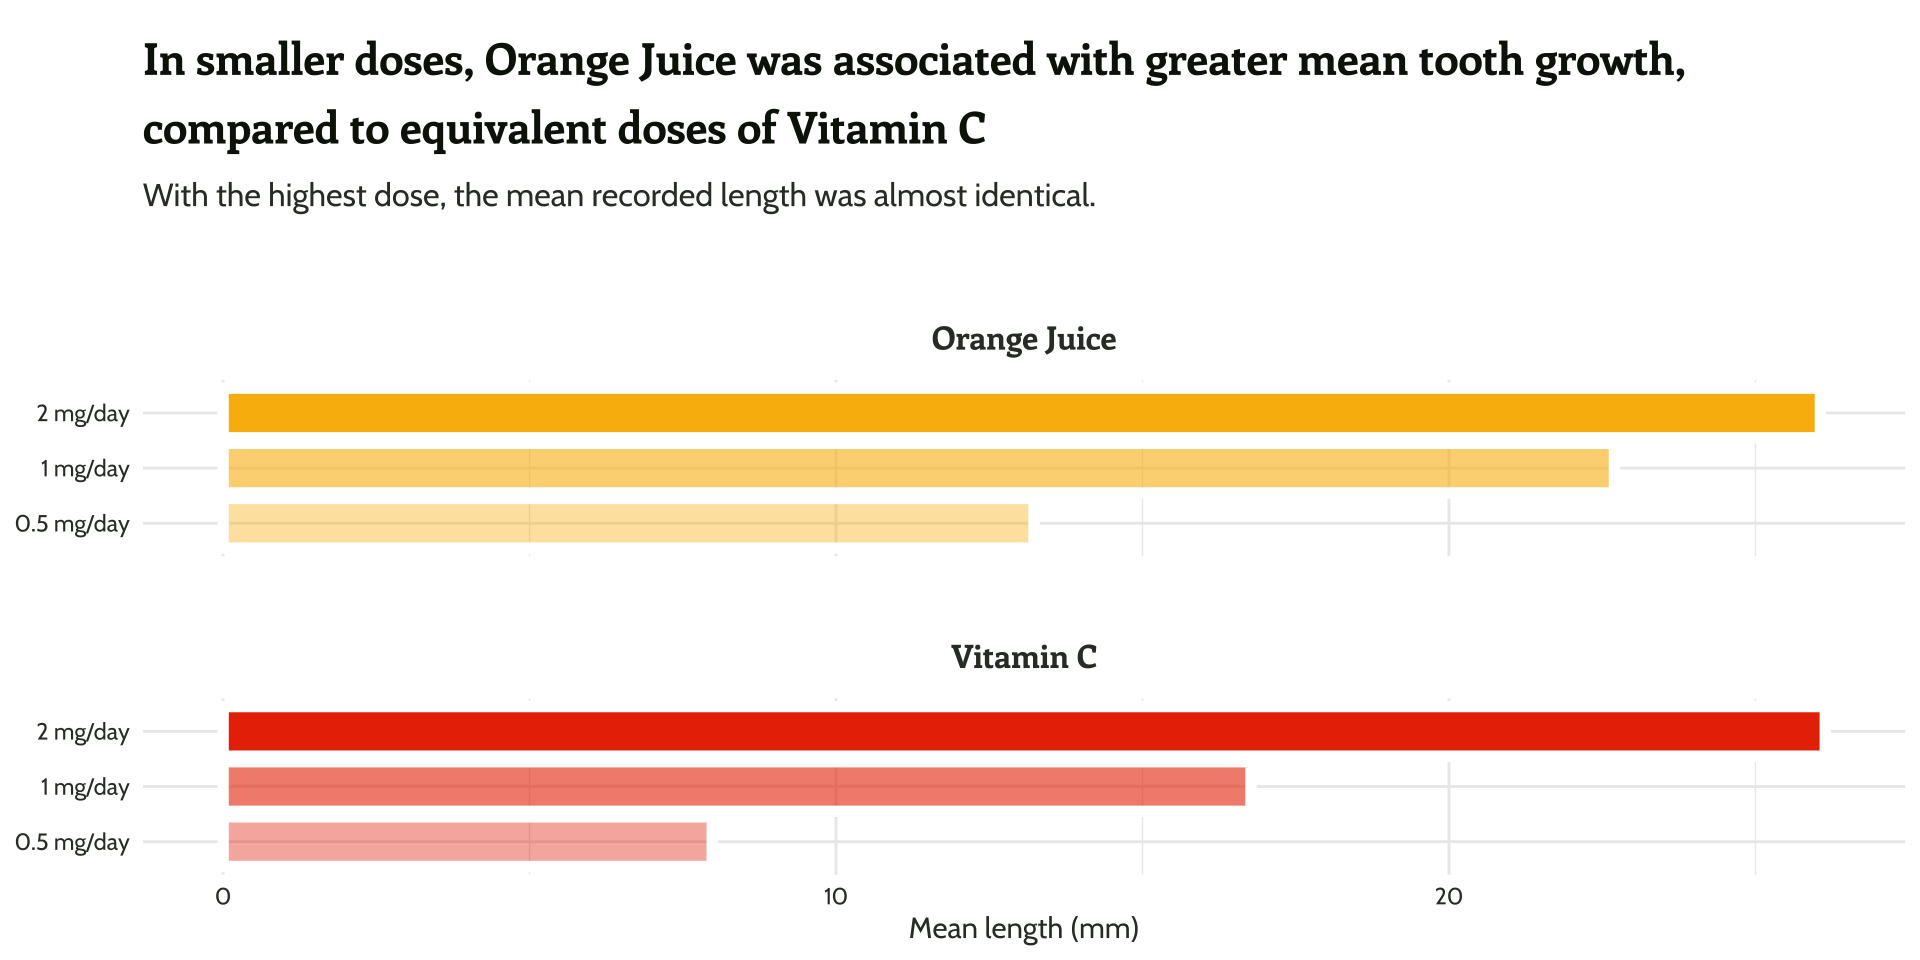 In smaller doses, Orange Juice was associated with greater mean tooth growth,
compared to equivalent doses of Vitamin C
With the highest dose, the mean recorded length was almost identical.
Orange Juice
2 mg/day
1 mg/day
0.5 mg/day
Vitamin C
2 mg/day
1 mg/day
0.5 mg/day
0 10 20
Mean length (mm)